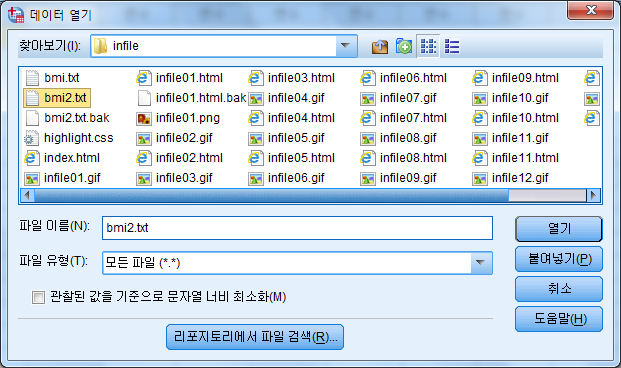 데이터 열기
찾아보기(I): infile
bmi.txt infile01.html infile03.html infile06.html infile09.html
bmi2.txt infile01.html.bak infile04.gif infile07.gif infile10.gif
bmi2.txt.bak infile01.png infile04.html infile07.html infile10.html
highlight.css infile02.gif infile05.gif infile08.gif infile11.gif
index.html infile02.html infile05.html infile08.html infile11.html
infile01.gif infile03.gif infile06.gif infile09.gif infile12.gif
파일 이름(N): bmi2.txt 열기
파일 유형(T): 모든 파일 (*.*) 붙여넣기(P)
관찰된 값을 기준으로 문자열 너비 최소화(M) 취소
도움말(H)
리포지토리에서 파일 검색(R)...